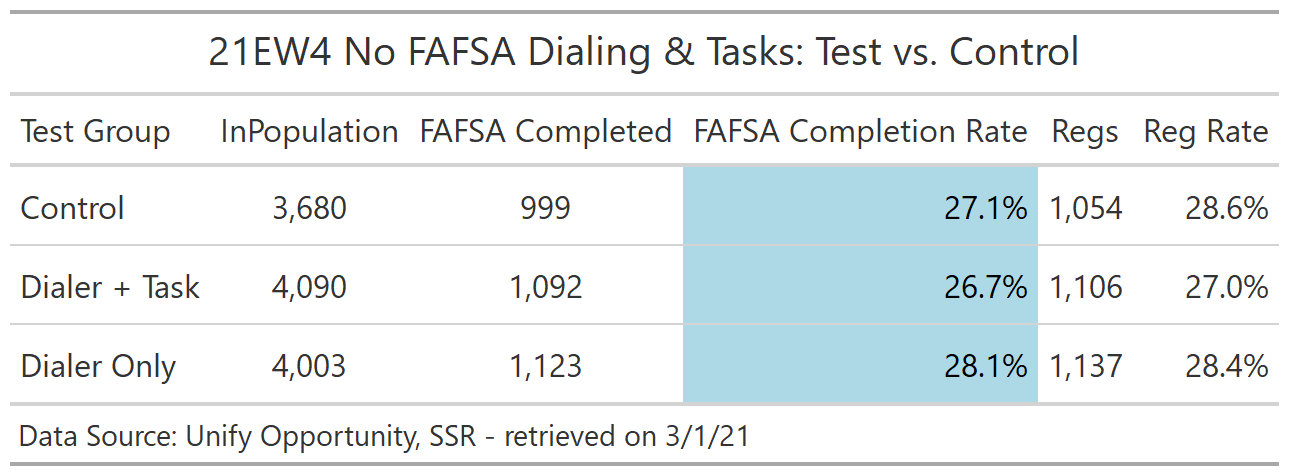 21EW4 No FAFSA Dialing & Tasks: Test vs. Control
Test Group InPopulation FAFSA Completed FAFSA Completion Rate Regs Reg Rate
Control 3,680 999 27.1% 1,054 28.6%
Dialer + Task 4,090 1,092 26.7% 1,106 27.0%
Dialer Only 4,003 1,123 28.1% 1,137 28.4%
Data Source: Unify Opportunity, SSR - retrieved on 3/1/21